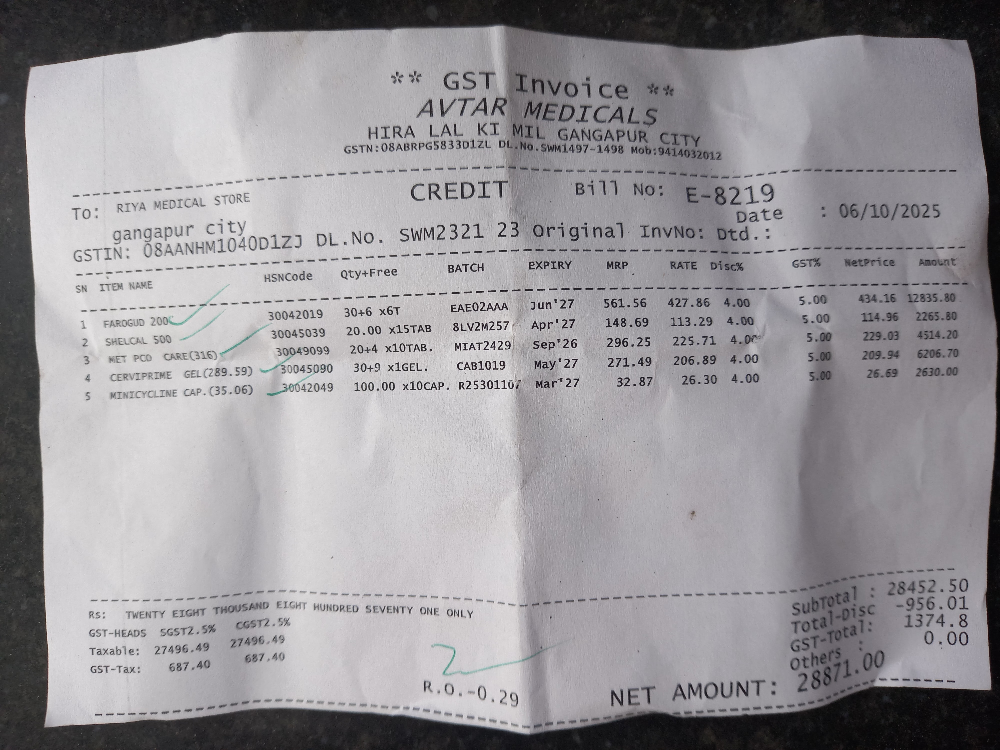 ** GST Invoice **
AVTAR MEDICALS
HIRA LAL KI MIL GANGAPUR CITY
GSTN:08ABRPG5833D1ZL DL.No.SWM1497-1498 Mob:9414032012
To: RIYA MEDICAL STORE CREDIT Bill No: E-8219
gangapur city Date : 06/10/2025
GSTIN: 08AANHM1040D1ZJ DL.No. SWM2321 23 Original InvNo: Dtd.:
SN ITEM NAME HSNCode Qty+Free BATCH EXPIRY MRP RATE Disc% GST% NetPrice Amount
1 FAROGUD 200 30042019 30+6 x6T EAE02AAA Jun'27 561.56 427.86 4.00 5.00 434.16 12835.80
2 SHELCAL 500 30045039 20.00 x15TAB 8LV2M257 Apr'27 148.69 113.29 4.00 5.00 114.96 2265.80
3 MET PCO CARE(316) 30049099 20+4 x10TAB. MIAT2429 Sep'26 296.25 225.71 4.00 5.00 229.03 4514.20
4 CERVIPRIME GEL(289.59) 30045090 30+9 x1GEL. CAB1019 May'27 271.49 206.89 4.00 5.00 209.94 6206.70
5 MINICYCLINE CAP.(35.06) 30042049 100.00 x10CAP. R2530110 Mar'27 32.87 26.30 4.00 5.00 26.69 2630.00
Rs: TWENTY EIGHT THOUSAND EIGHT HUNDRED SEVENTY ONE ONLY
GST-HEADS SGST2.5% CGST2.5%
Taxable: 27496.49 27496.49
GST-Tax: 687.40 687.40
R.O.-0.29
SubTotal : 28452.50
Total-Disc -956.01
GST-Total: 1374.8
Others : 0.00
NET AMOUNT: 28871.00